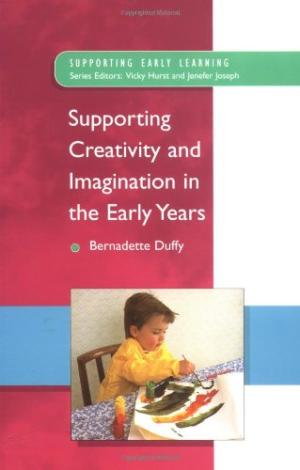 SUPPORTING EARLY LEARNING
Series Editors: Vicky Hurst and Jenefer Joseph
Supporting
Creativity and
Imagination in
the Early Years
Bernadette Duffy